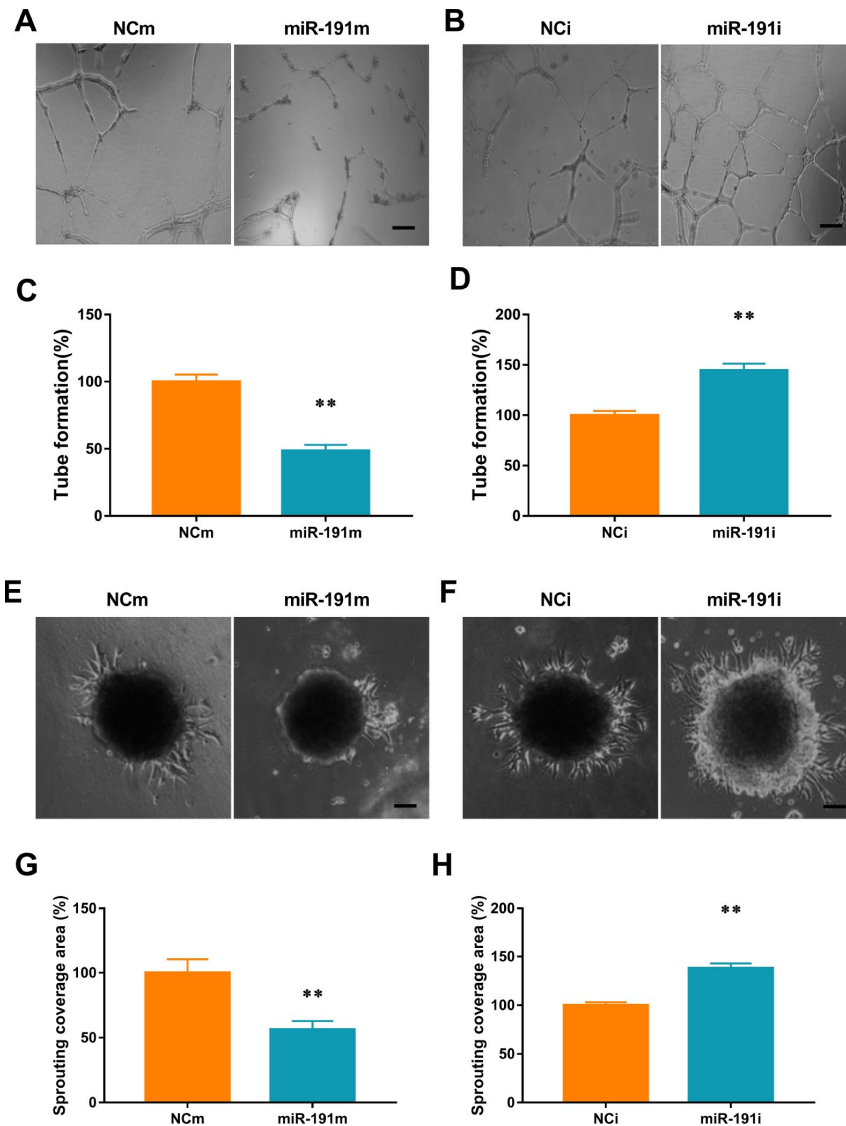 A
NCm
miR-191m
B
NCi
miR-191i
C
Tube formation(%)
150
100
50
0
**
NCm
miR-191m
D
Tube formation(%)
200
150
100
50
0
**
NCi
miR-191i
E
NCm
miR-191m
F
NCi
miR-191i
G
Sprouting coverage area (%)
150
100
50
0
**
NCm
miR-191m
H
Sprouting coverage area (%)
200
150
100
50
0
**
NCi
miR-191i